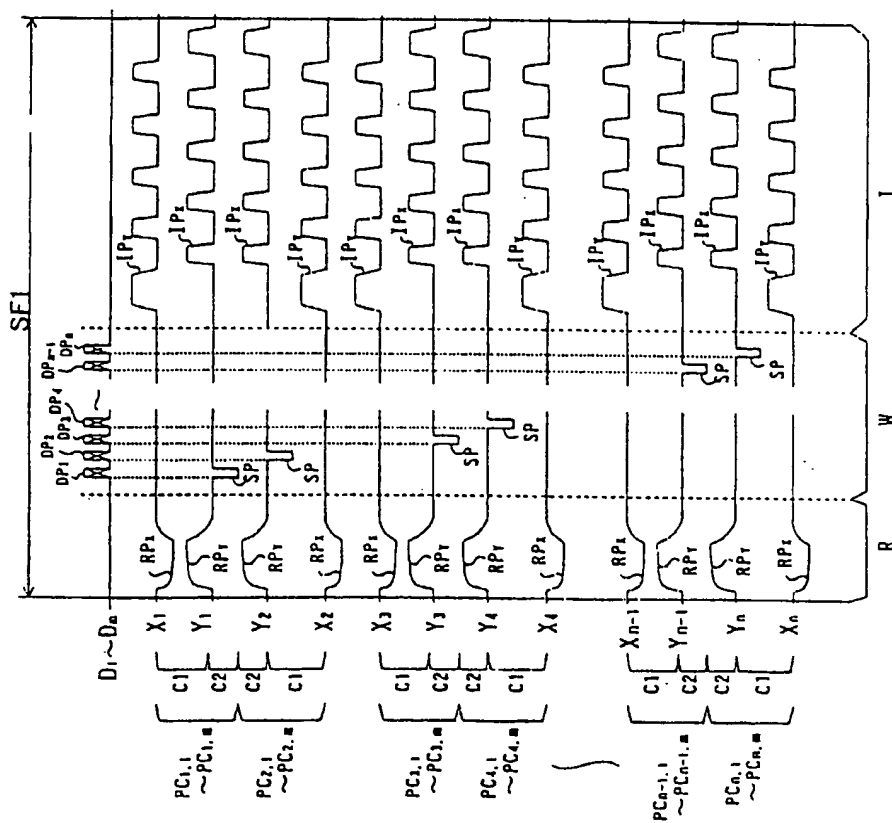 SF1
D₁~Dₘ
DP₁ DP₂ DP₃ DP₄ ~ DPₙ₋₁ DPₙ
X₁ RPₓ IPY
Y₁ RPY SP IPₓ
Y₂ RPY SP IPₓ
X₂ RPₓ IPY
X₃ RPₓ IPY
Y₃ RPY SP IPₓ
Y₄ RPY SP IPₓ
X₄ RPₓ IPY
Xₙ₋₁ RPₓ IPY
Yₙ₋₁ RPY SP IPₓ
Yₙ RPY SP IPₓ
Xₙ RPₓ IPY
C1
C2
C2
C1
C1
C2
C2
C1
C1
C2
C2
C1
PC₁,₁
~PC₁,ₘ
PC₂,₁
~PC₂,ₘ
PC₃,₁
~PC₃,ₘ
PC₄,₁
~PC₄,ₘ
PCₙ₋₁,₁
~PCₙ₋₁,ₘ
PCₙ,₁
~PCₙ,ₘ
R W I